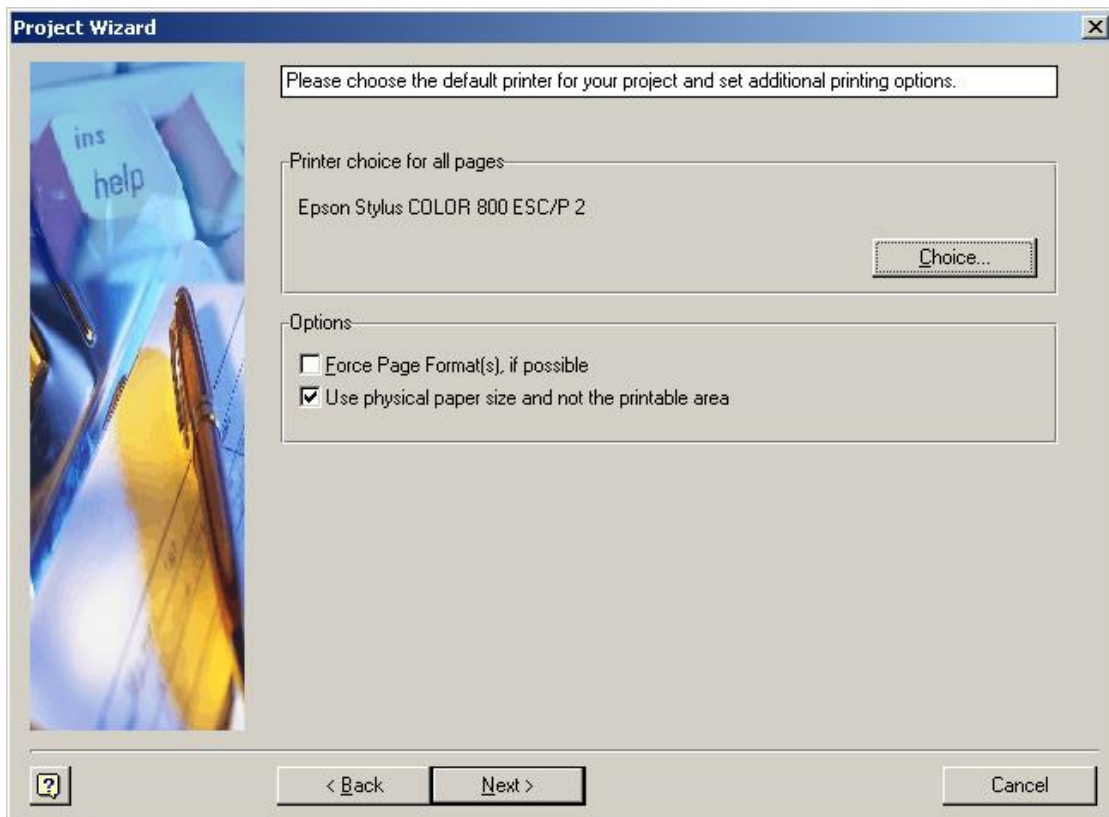 Project Wizard
ins
help
Please choose the default printer for your project and set additional printing options.
Printer choice for all pages
Epson Stylus COLOR 800 ESC/P 2
Choice...
Options
Force Page Format(s), if possible
Use physical paper size and not the printable area
?
< Back
Next >
Cancel